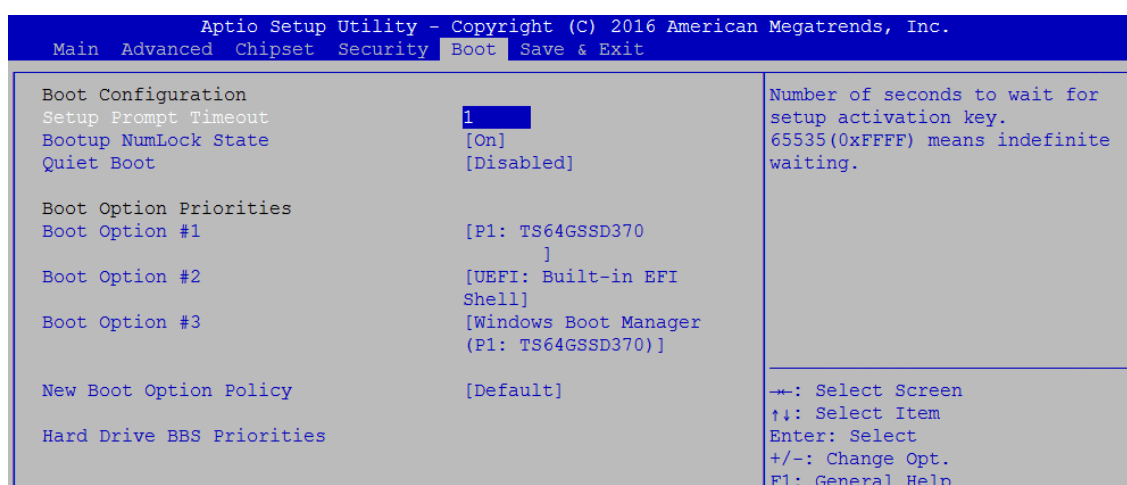 Aptio Setup Utility – Copyright (C) 2016 American Megatrends, Inc.
Main Advanced Chipset Security Boot Save & Exit
Boot Configuration
Setup Prompt Timeout 1
Bootup NumLock State [On]
Quiet Boot [Disabled]
Boot Option Priorities
Boot Option #1 [P1: TS64GSSD370
]
Boot Option #2 [UEFI: Built-in EFI
Shell]
Boot Option #3 [Windows Boot Manager
(P1: TS64GSSD370)]
New Boot Option Policy [Default]
Hard Drive BBS Priorities
Number of seconds to wait for
setup activation key.
65535(0xFFFF) means indefinite
waiting.
→←: Select Screen
↑↓: Select Item
Enter: Select
+/-: Change Opt.
F1: General Help